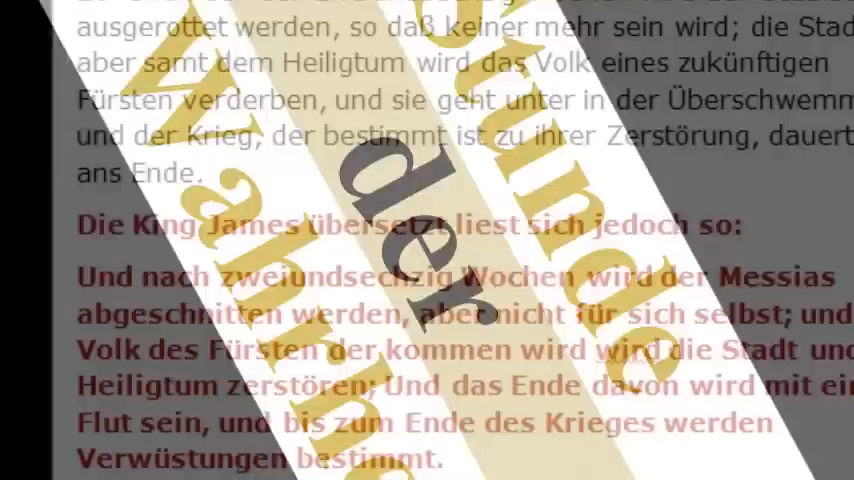 ausgerottet werden, so daß keiner mehr sein wird; die Stad
aber samt dem Heiligtum wird das Volk eines zukünftigen
Fürsten verderben, und sie geht unter in der Überschwemm
und der Krieg, der bestimmt ist zu ihrer Zerstörung, dauert
ans Ende.
Die King James übersetzt liest sich jedoch so:
Und nach zweiundsechzig Wochen wird der Messias
abgeschnitten werden, aber nicht für sich selbst; und
Volk des Fürsten der kommen wird wird die Stadt und
Heiligtum zerstören; Und das Ende davon wird mit ein
Flut sein, und bis zum Ende des Krieges werden
Verwüstungen bestimmt.
Stunde
der
Wahrhe